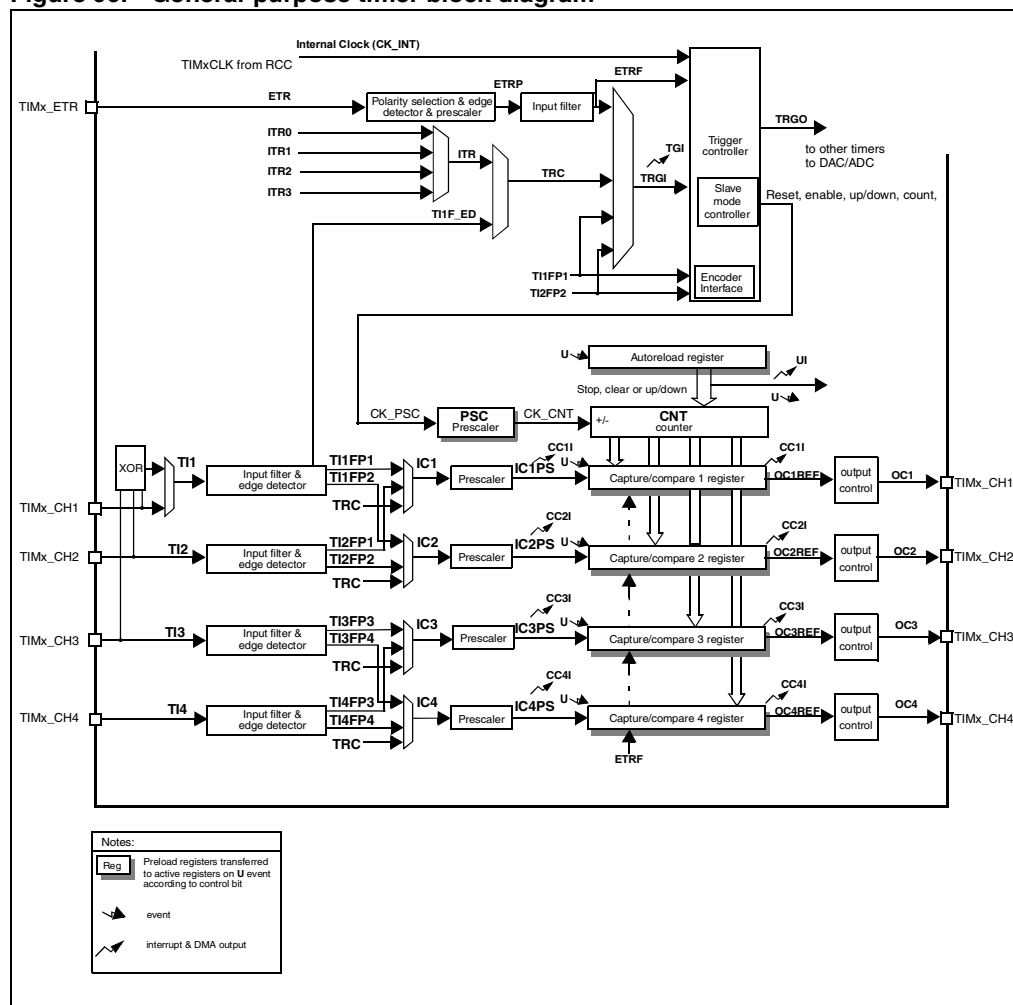 Internal Clock (CK_INT)
TIMxCLK from RCC
ETRF
ETRP
TIMx_ETR
ETR
Polarity selection & edge
detector & prescaler
Input filter
TRGO
to other timers
to DAC/ADC
ITR0
ITR1
ITR2
ITR3
ITR
TRC
TGI
TRGI
Trigger
controller
Slave
mode
controller
Reset, enable, up/down, count,
TI1F_ED
TI1FP1
TI2FP2
Encoder
Interface
U
Autoreload register
UI
Stop, clear or up/down
U
CK_PSC
PSC
Prescaler
CK_CNT
+/-
CNT
counter
XOR
TI1
TIMx_CH1
Input filter &
edge detector
TI1FP1
TI1FP2
TRC
IC1
Prescaler
CC1I
IC1PS
U
Capture/compare 1 register
CC1I
OC1REF
output
control
OC1
TIMx_CH1
TIMx_CH2
TI2
Input filter &
edge detector
TI2FP1
TI2FP2
TRC
IC2
Prescaler
CC2I
IC2PS
U
Capture/compare 2 register
CC2I
OC2REF
output
control
OC2
TIMx_CH2
TIMx_CH3
TI3
Input filter &
edge detector
TI3FP3
TI3FP4
TRC
IC3
Prescaler
CC3I
IC3PS
U
Capture/compare 3 register
CC3I
OC3REF
output
control
OC3
TIMx_CH3
TIMx_CH4
TI4
Input filter &
edge detector
TI4FP3
TI4FP4
TRC
IC4
Prescaler
CC4I
IC4PS
U
Capture/compare 4 register
CC4I
OC4REF
output
control
OC4
TIMx_CH4
ETRF
Notes:
Reg
Preload registers transferred
to active registers on U event
according to control bit
event
interrupt & DMA output